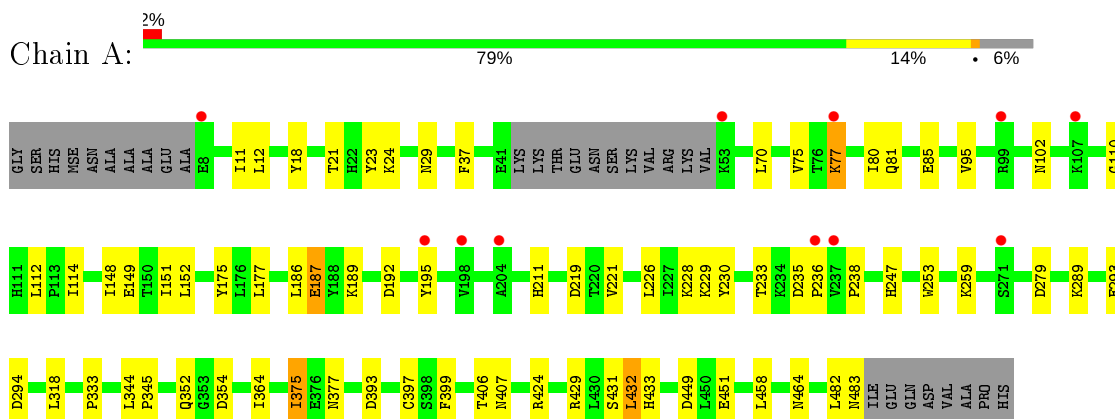 2%
Chain A:
79% 14% • 6%
GLY SER HIS MSE ASN ALA ALA ALA GLU ALA E8 I11 L12 Y18 T21 H22 Y23 K24 N29 F37 E41 LYS LYS THR GLU ASN SER LYS VAL ARG LYS VAL K53 L70 V75 T76 K77 I80 Q81 E85 V95 R99 N102 K107 G110
H111 L112 P113 I114 I148 E149 T150 I151 L152 Y175 L176 L177 L186 E187 Y188 K189 D192 Y195 V198 A204 H211 D219 T220 V221 L226 I227 K228 K229 Y230 T233 K234 D235 P236 V237 P238 H247 W253 K259 S271 D279 K289 E293
D294 L318 P333 L344 P345 Q352 G353 D354 I364 I375 E376 N377 D393 C397 S398 F399 T406 N407 R424 R429 L430 S431 L432 H433 D449 L450 E451 L458 N464 L482 M483 ILE GLU GLN ASP VAL ALA PRO HIS